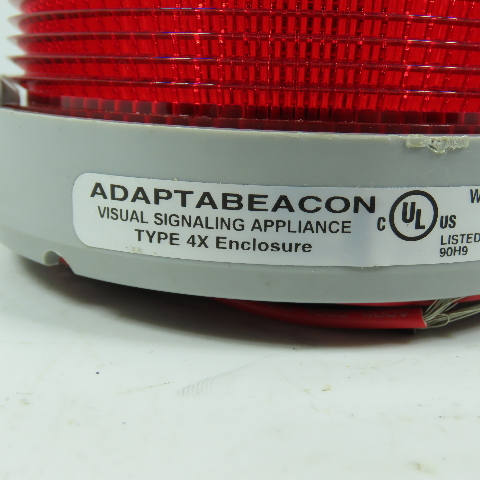 ADAPTABEACON
VISUAL SIGNALING APPLIANCE
TYPE 4X Enclosure
C UL US
LISTED
90H9
W